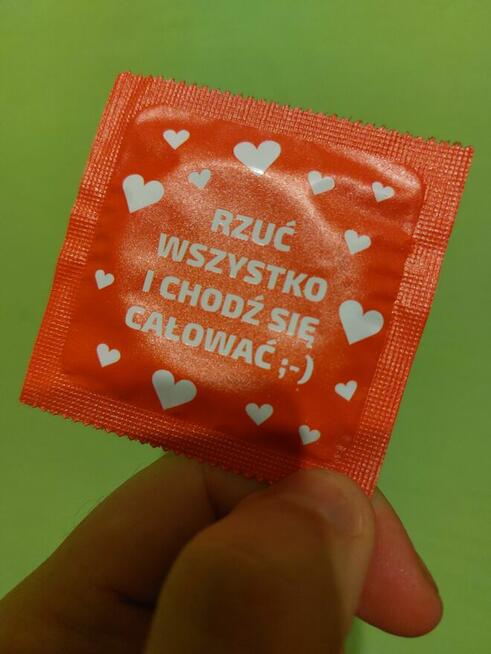 RZUĆ
WSZYSTKO
I CHODŹ SIĘ
CAŁOWAĆ ;-)